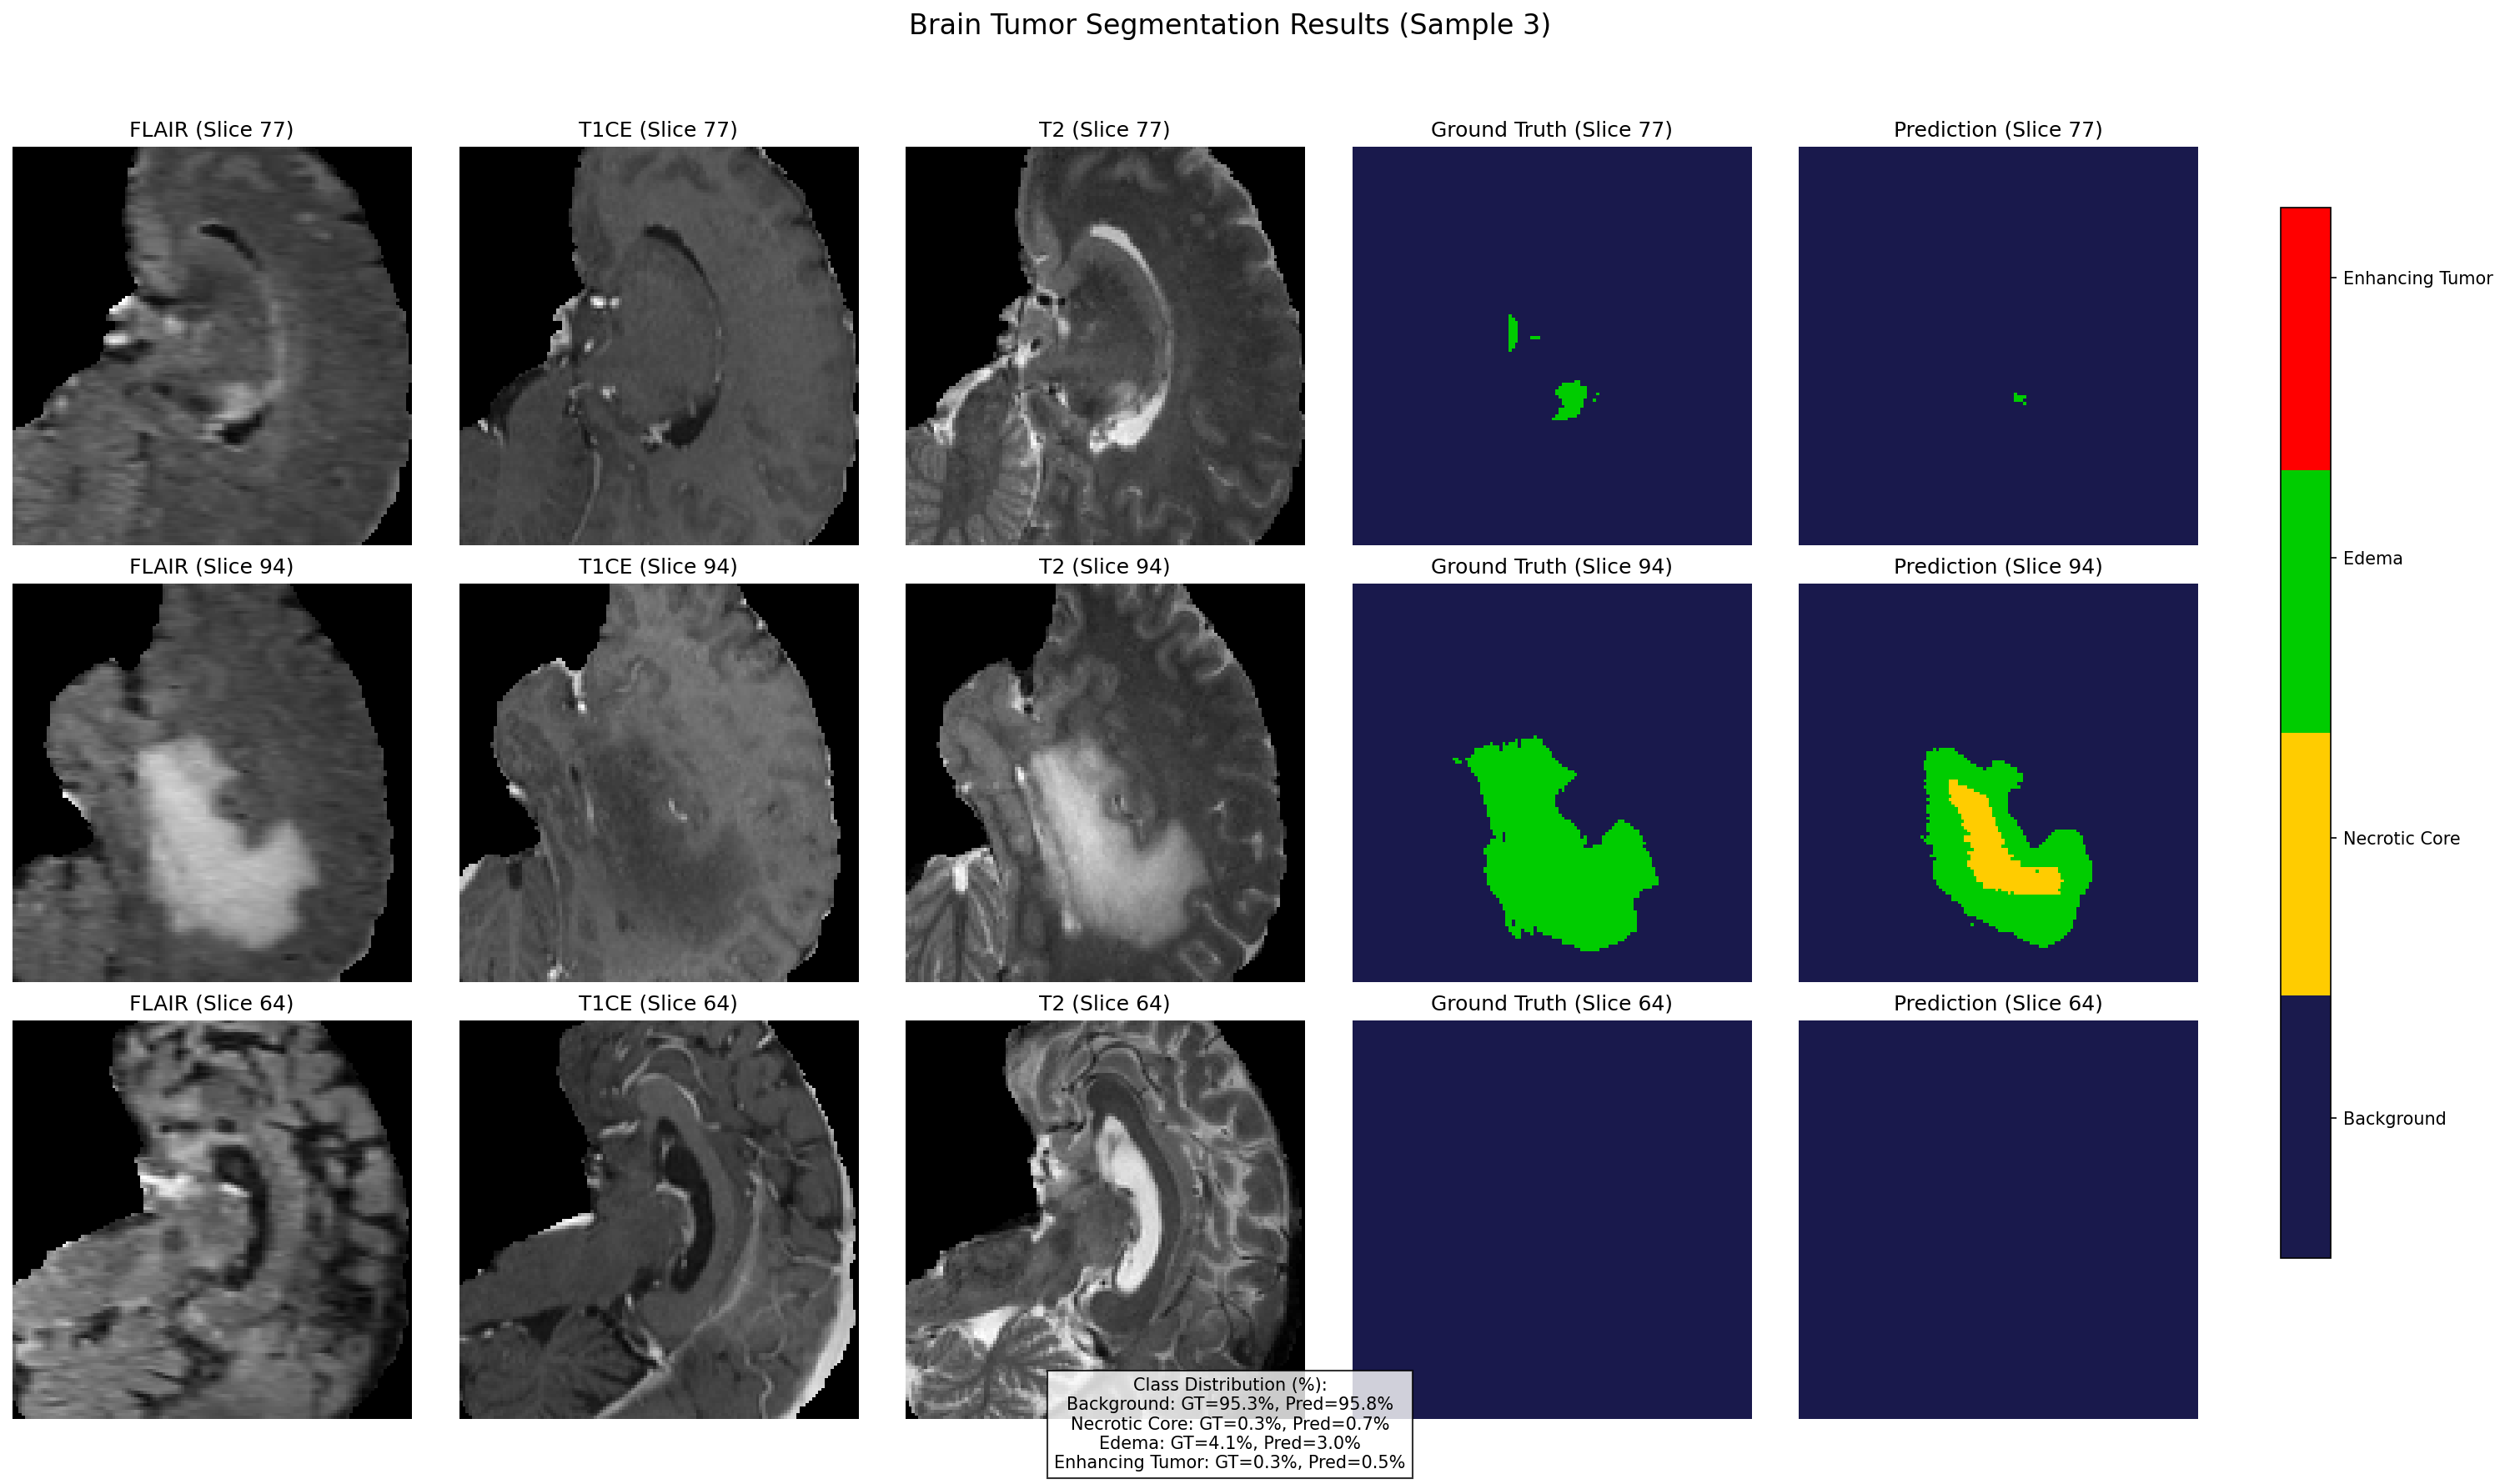 Brain Tumor Segmentation Results (Sample 3)
FLAIR (Slice 77)
T1CE (Slice 77)
T2 (Slice 77)
Ground Truth (Slice 77)
Prediction (Slice 77)
FLAIR (Slice 94)
T1CE (Slice 94)
T2 (Slice 94)
Ground Truth (Slice 94)
Prediction (Slice 94)
FLAIR (Slice 64)
T1CE (Slice 64)
T2 (Slice 64)
Ground Truth (Slice 64)
Prediction (Slice 64)
Enhancing Tumor
Edema
Necrotic Core
Background
Class Distribution (%):
Background: GT=95.3%, Pred=95.8%
Necrotic Core: GT=0.3%, Pred=0.7%
Edema: GT=4.1%, Pred=3.0%
Enhancing Tumor: GT=0.3%, Pred=0.5%